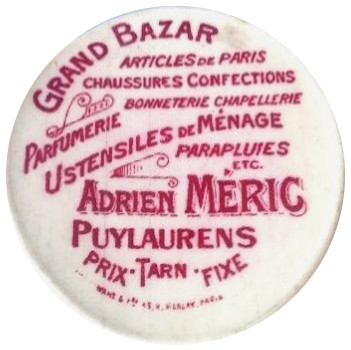 GRAND BAZAR
ARTICLES DE PARIS
CHAUSSURES CONFECTIONS
BONNETERIE CHAPELLERIE
PARFUMERIE
USTENSILES DE MÉNAGE
PARAPLUIES
ETC.
ADRIEN MÉRIC
PUYLAURENS
PRIX-TARN-FIXE